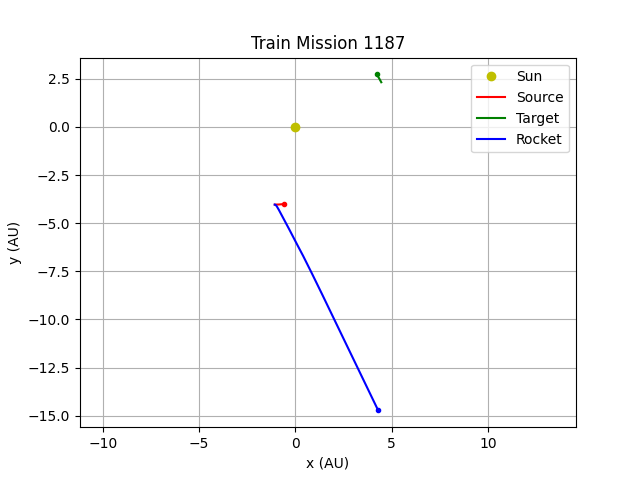 Train Mission 1187
Sun
Source
Target
Rocket
2.5
0.0
−2.5
−5.0
−7.5
−10.0
−12.5
−15.0
y (AU)
−10
−5
0
5
10
x (AU)